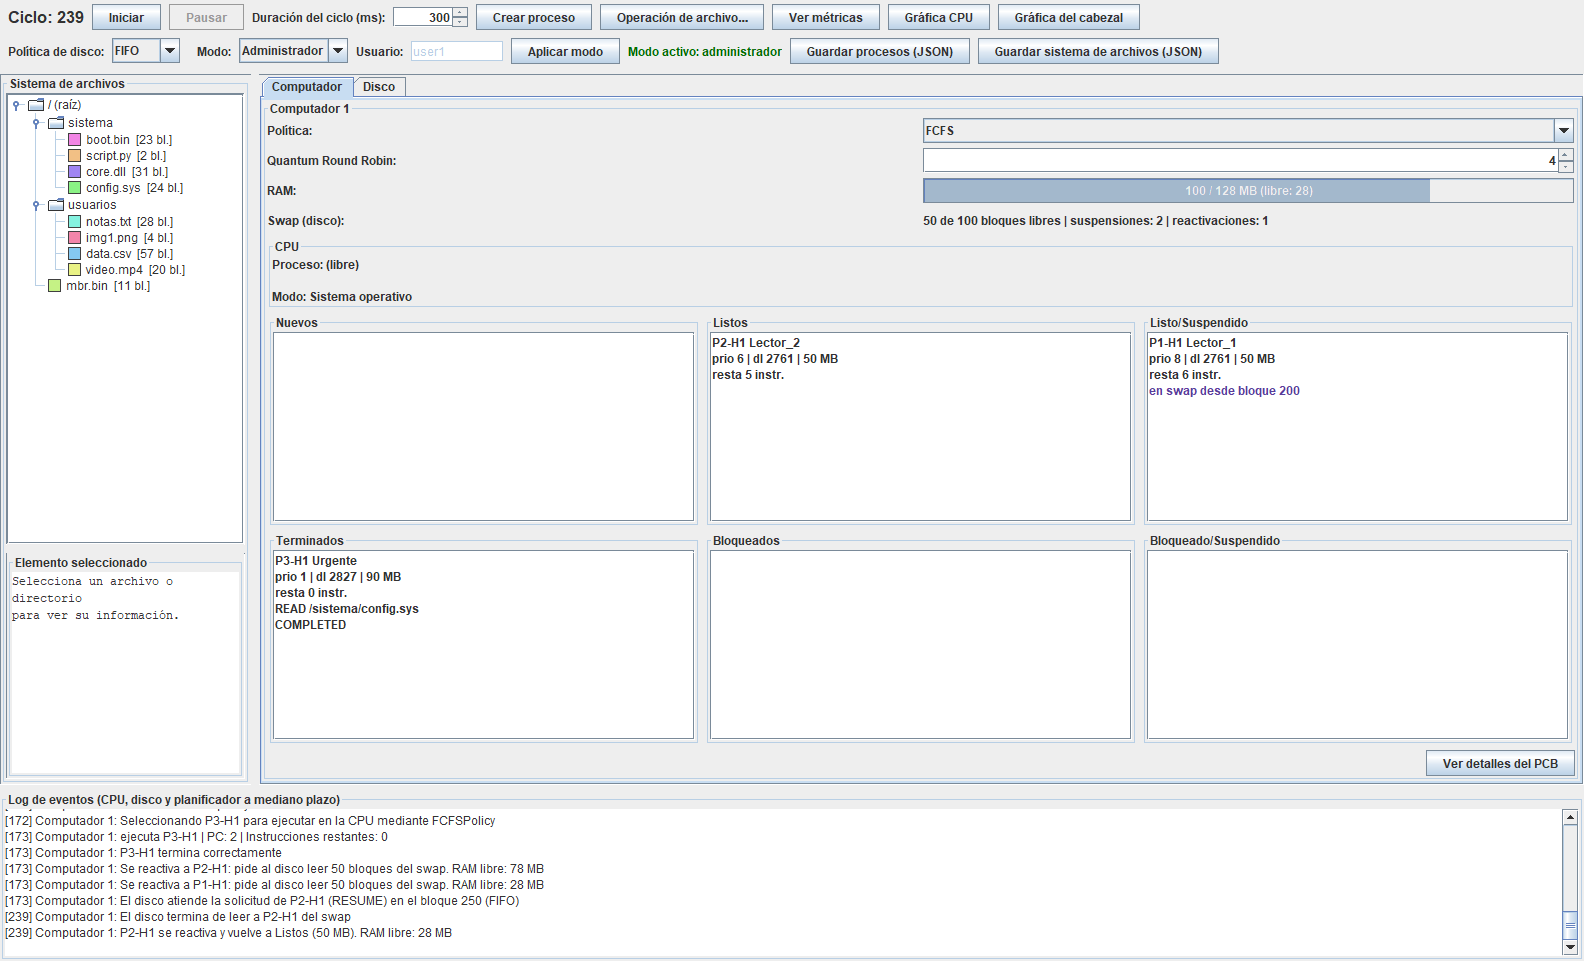 Ciclo: 239 Iniciar Pausar Duración del ciclo (ms): 300 Crear proceso Operación de archivo... Ver métricas Gráfica CPU Gráfica del cabezal
Política de disco: FIFO Modo: Administrador Usuario: user1 Aplicar modo Modo activo: administrador Guardar procesos (JSON) Guardar sistema de archivos (JSON)
Sistema de archivos
/ (raíz)
sistema
boot.bin [23 bl.]
script.py [2 bl.]
core.dll [31 bl.]
config.sys [24 bl.]
usuarios
notas.txt [28 bl.]
img1.png [4 bl.]
data.csv [57 bl.]
video.mp4 [20 bl.]
mbr.bin [11 bl.]
Elemento seleccionado
Selecciona un archivo o
directorio
para ver su información.
Computador Disco
Computador 1
Política: FCFS
Quantum Round Robin: 4
RAM: 100 / 128 MB (libre: 28)
Swap (disco): 50 de 100 bloques libres | suspensiones: 2 | reactivaciones: 1
CPU
Proceso: (libre)
Modo: Sistema operativo
Nuevos
Listos
P2-H1 Lector_2
prio 6 | dl 2761 | 50 MB
resta 5 instr.
Listo/Suspendido
P1-H1 Lector_1
prio 8 | dl 2761 | 50 MB
resta 6 instr.
en swap desde bloque 200
Terminados
P3-H1 Urgente
prio 1 | dl 2827 | 90 MB
resta 0 instr.
READ /sistema/config.sys
COMPLETED
Bloqueados
Bloqueado/Suspendido
Ver detalles del PCB
Log de eventos (CPU, disco y planificador a mediano plazo)
[172] Computador 1: Seleccionando P3-H1 para ejecutar en la CPU mediante FCFSPolicy
[173] Computador 1: ejecuta P3-H1 | PC: 2 | Instrucciones restantes: 0
[173] Computador 1: P3-H1 termina correctamente
[173] Computador 1: Se reactiva a P2-H1: pide al disco leer 50 bloques del swap. RAM libre: 78 MB
[173] Computador 1: Se reactiva a P1-H1: pide al disco leer 50 bloques del swap. RAM libre: 28 MB
[173] Computador 1: El disco atiende la solicitud de P2-H1 (RESUME) en el bloque 250 (FIFO)
[239] Computador 1: El disco termina de leer a P2-H1 del swap
[239] Computador 1: P2-H1 se reactiva y vuelve a Listos (50 MB). RAM libre: 28 MB